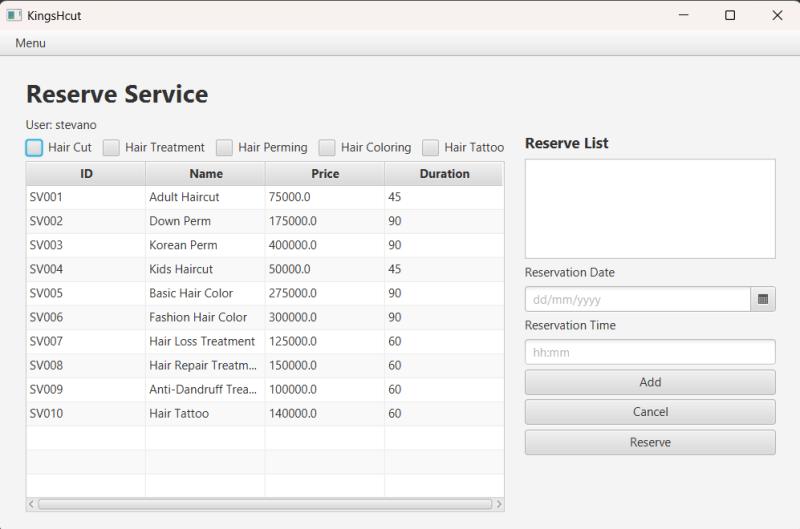 KingsHcut
Menu
Reserve Service
User: stevano
Hair Cut Hair Treatment Hair Perming Hair Coloring Hair Tattoo
ID Name Price Duration
SV001 Adult Haircut 75000.0 45
SV002 Down Perm 175000.0 90
SV003 Korean Perm 400000.0 90
SV004 Kids Haircut 50000.0 45
SV005 Basic Hair Color 275000.0 90
SV006 Fashion Hair Color 300000.0 90
SV007 Hair Loss Treatment 125000.0 60
SV008 Hair Repair Treatm... 150000.0 60
SV009 Anti-Dandruff Trea... 100000.0 60
SV010 Hair Tattoo 140000.0 60
Reserve List
Reservation Date
dd/mm/yyyy
Reservation Time
hh:mm
Add
Cancel
Reserve